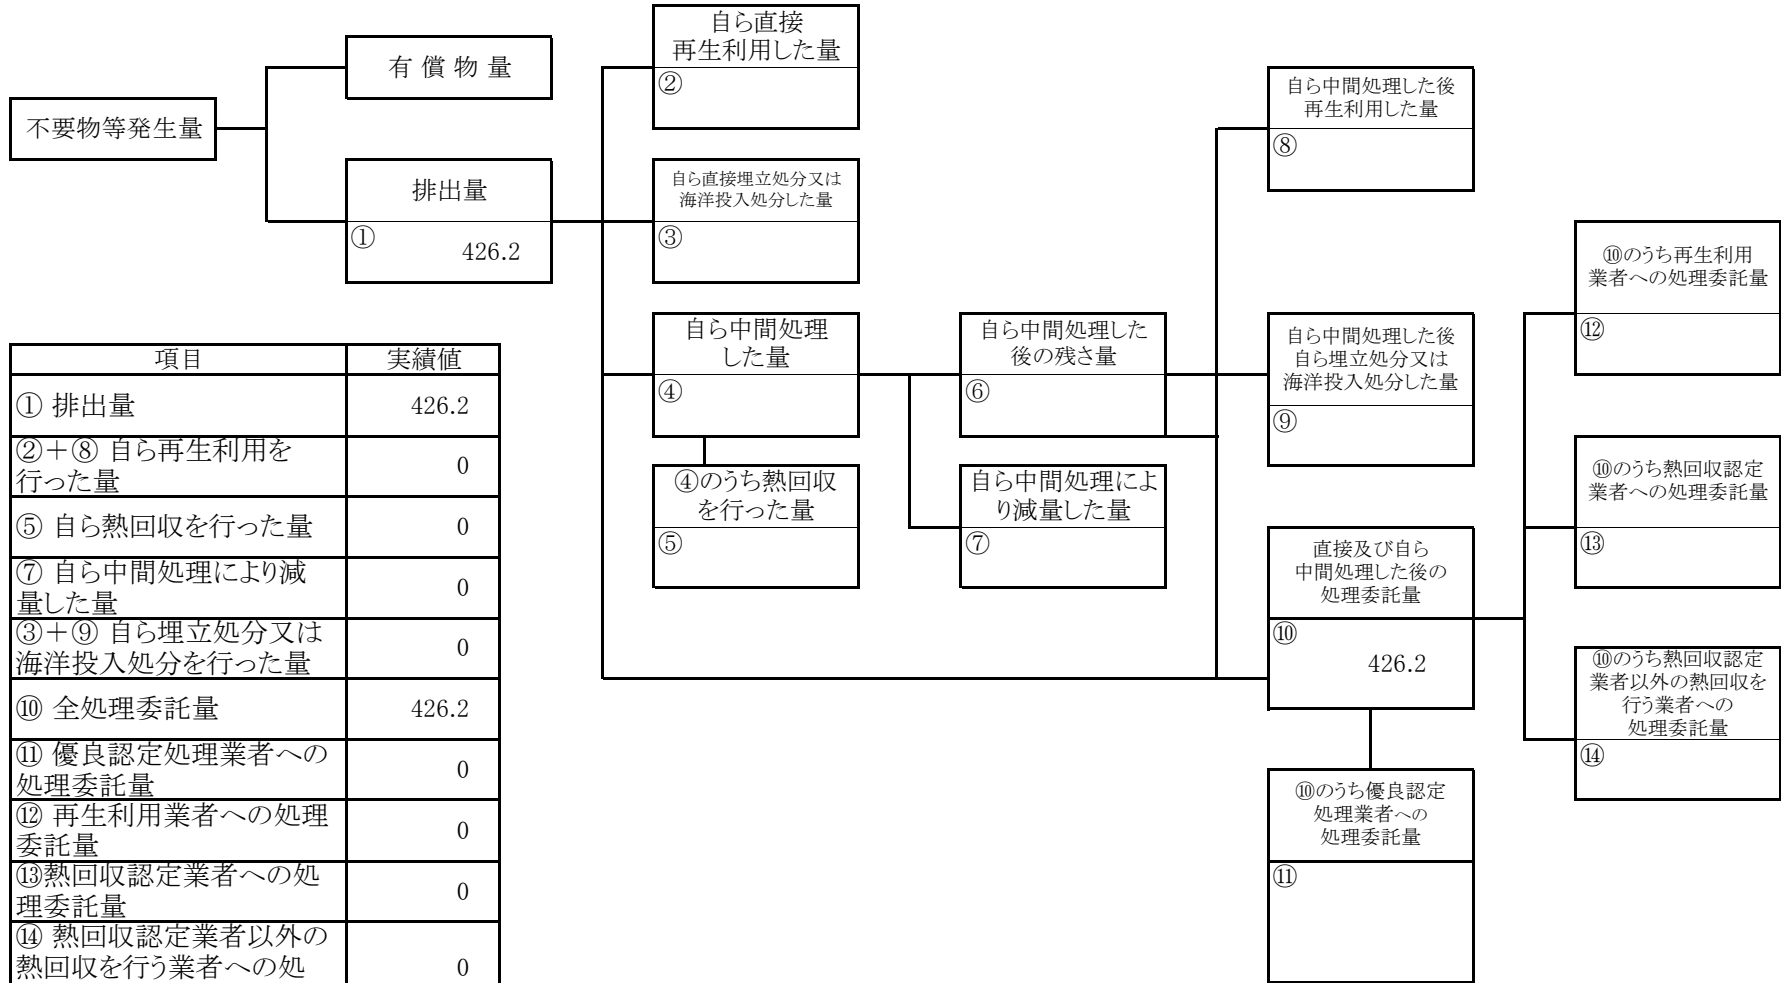 不要物等発生量
有 償 物 量
排出量
①
426.2
自ら直接
再生利用した量
②
自ら直接埋立処分又は
海洋投入処分した量
③
自ら中間処理
した量
④
④のうち熱回収
を行った量
⑤
自ら中間処理した
後の残さ量
⑥
自ら中間処理によ
り減量した量
⑦
自ら中間処理した後
再生利用した量
⑧
自ら中間処理した後
自ら埋立処分又は
海洋投入処分した量
⑨
直接及び自ら
中間処理した後の
処理委託量
⑩
426.2
⑩のうち優良認定
処理業者への
処理委託量
⑪
⑩のうち再生利用
業者への処理委託量
⑫
⑩のうち熱回収認定
業者への処理委託量
⑬
⑩のうち熱回収認定
業者以外の熱回収を
行う業者への
処理委託量
⑭
項目 実績値
① 排出量 426.2
②＋⑧ 自ら再生利用を
行った量 0
⑤ 自ら熱回収を行った量 0
⑦ 自ら中間処理により減
量した量 0
③＋⑨ 自ら埋立処分又は
海洋投入処分を行った量 0
⑩ 全処理委託量 426.2
⑪ 優良認定処理業者への
処理委託量 0
⑫ 再生利用業者への処理
委託量 0
⑬熱回収認定業者への処
理委託量 0
⑭ 熱回収認定業者以外の
熱回収を行う業者への処 0